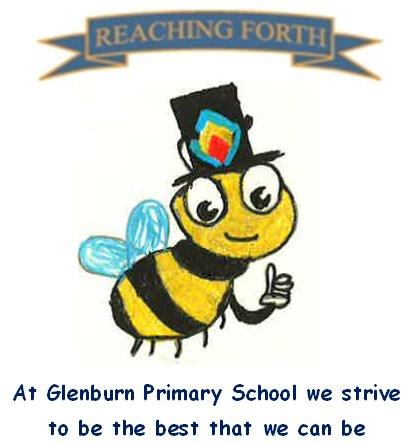 REACHING FORTH
At Glenburn Primary School we strive
to be the best that we can be